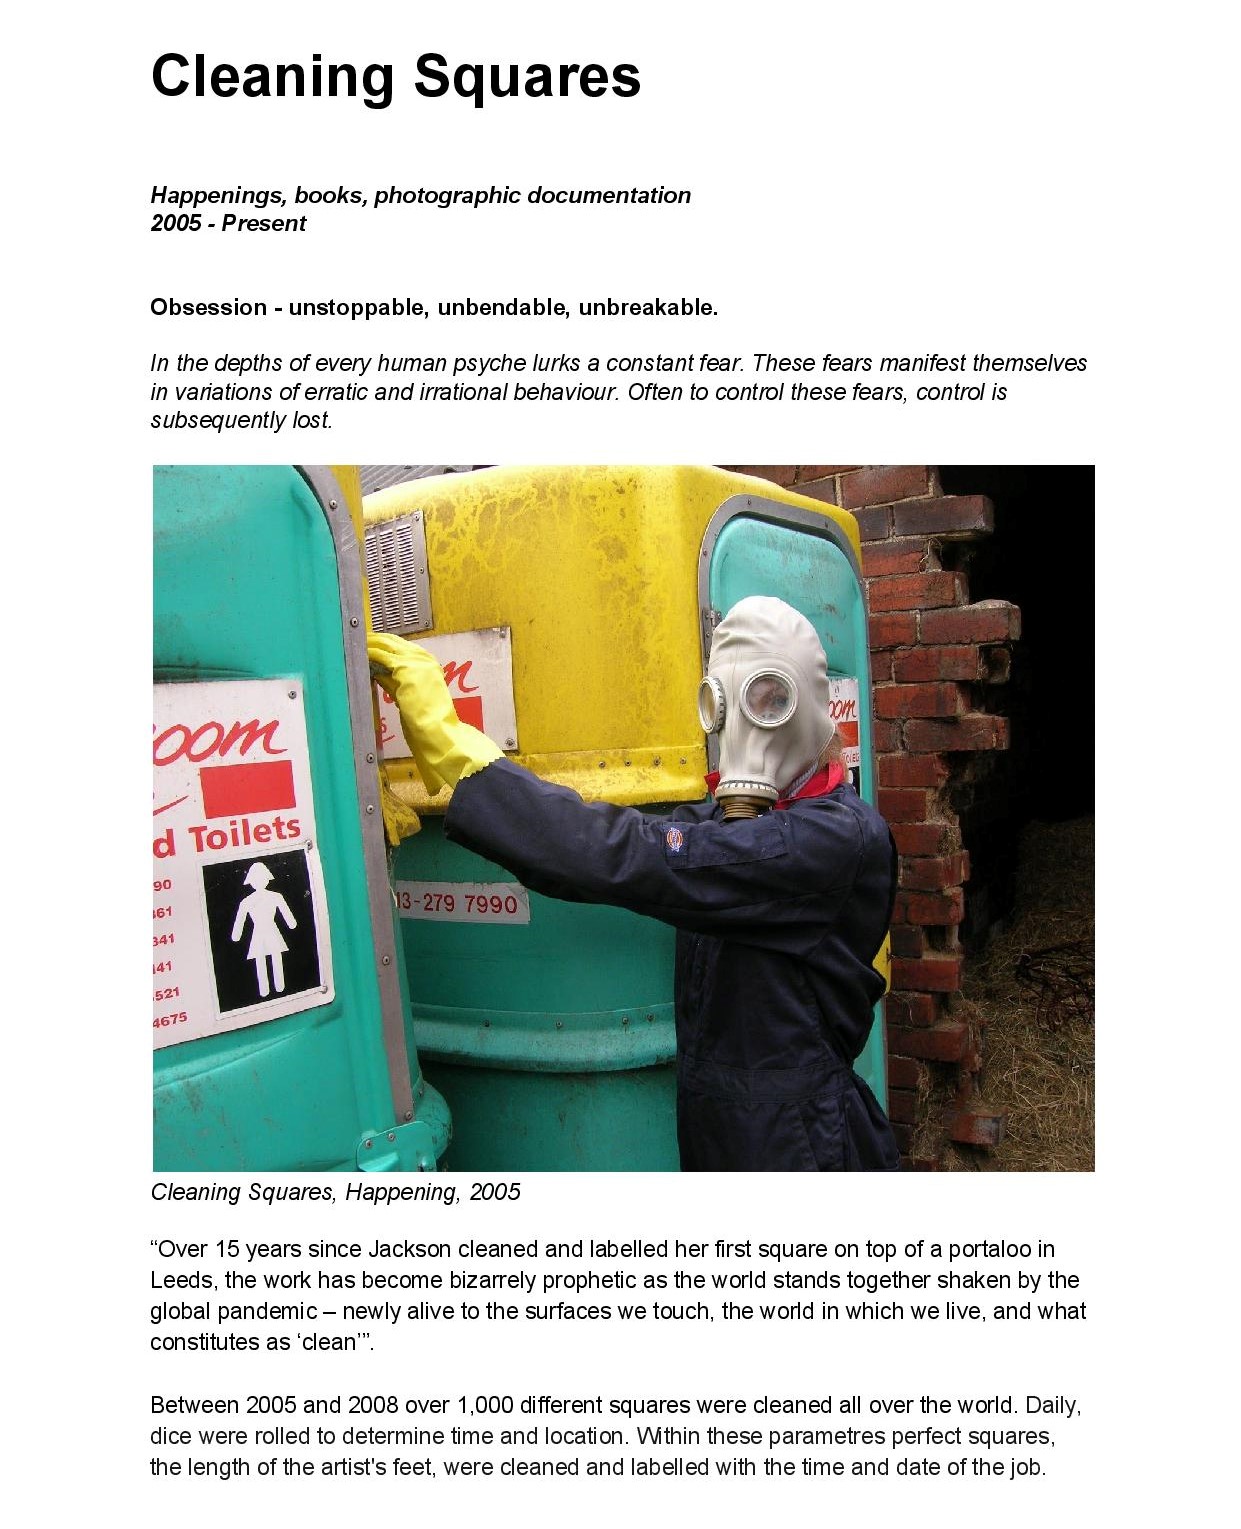 Cleaning Squares
Happenings, books, photographic documentation
2005 - Present
Obsession - unstoppable, unbendable, unbreakable.
In the depths of every human psyche lurks a constant fear. These fears manifest themselves
in variations of erratic and irrational behaviour. Often to control these fears, control is
subsequently lost.
oom
d Toilets
90
361
341
141
521
4675
m
S
13-279 7990
oom
Cleaning Squares, Happening, 2005
“Over 15 years since Jackson cleaned and labelled her first square on top of a portaloo in
Leeds, the work has become bizarrely prophetic as the world stands together shaken by the
global pandemic – newly alive to the surfaces we touch, the world in which we live, and what
constitutes as ‘clean’”.
Between 2005 and 2008 over 1,000 different squares were cleaned all over the world. Daily,
dice were rolled to determine time and location. Within these parametres perfect squares,
the length of the artist's feet, were cleaned and labelled with the time and date of the job.